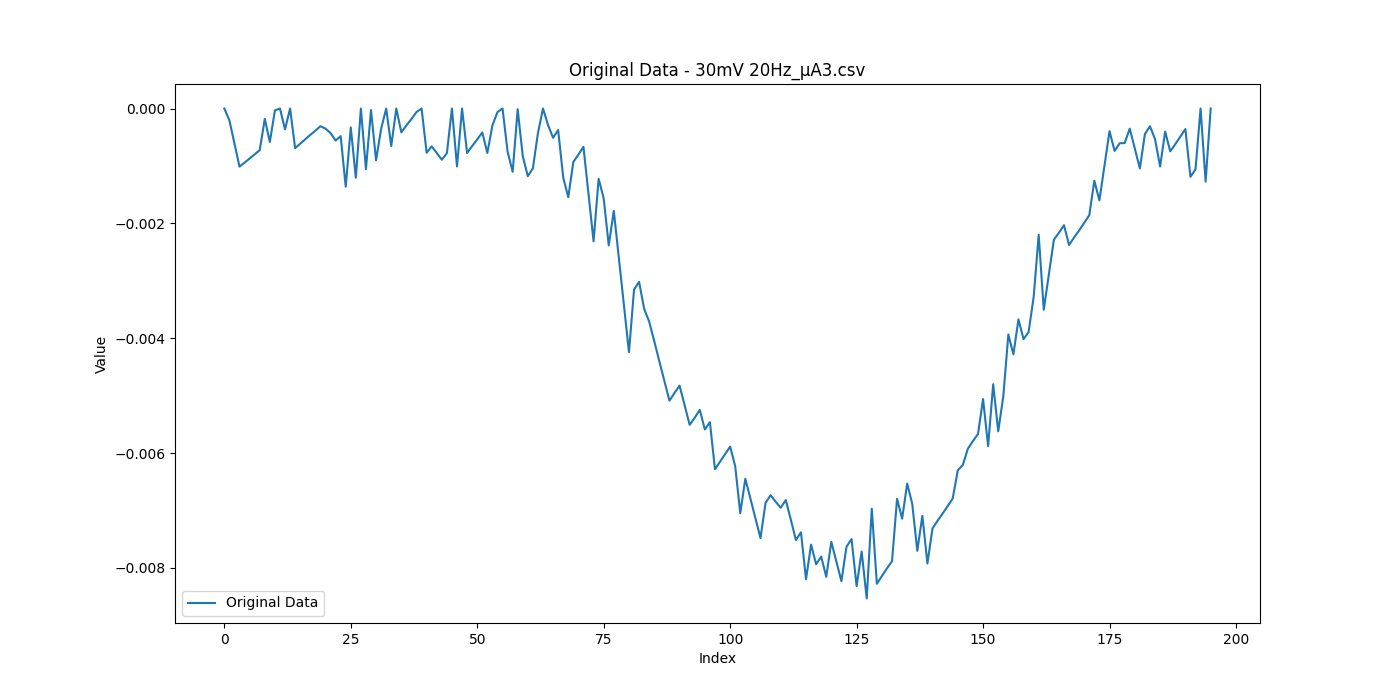 Original Data - 30mV 20Hz_μA3.csv
0.000
−0.002
−0.004
−0.006
−0.008
Value
Original Data
0 25 50 75 100 125 150 175 200
Index